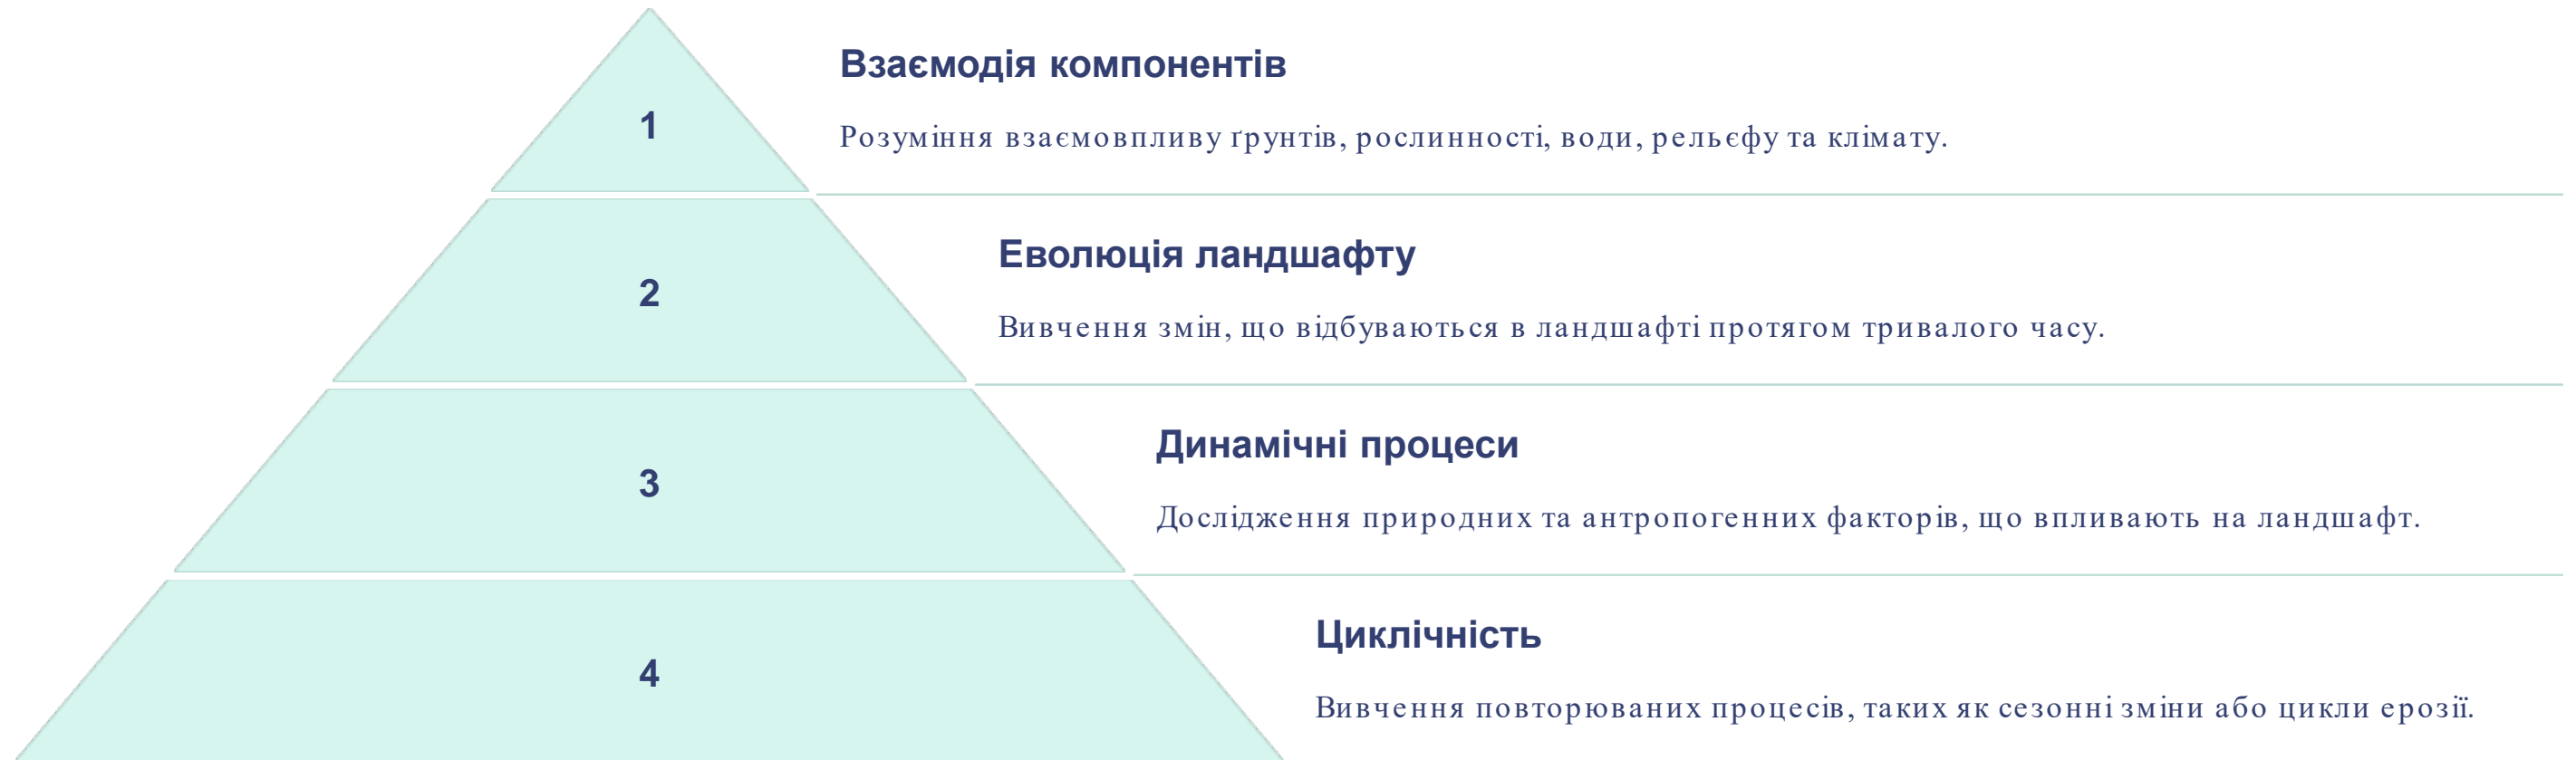 1
Взаємодія компонентів
Розуміння взаємовпливу ґрунтів, рослинності, води, рельєфу та клімату.
2
Еволюція ландшафту
Вивчення змін, що відбуваються в ландшафті протягом тривалого часу.
3
Динамічні процеси
Дослідження природних та антропогенних факторів, що впливають на ландшафт.
4
Циклічність
Вивчення повторюваних процесів, таких як сезонні зміни або цикли ерозії.